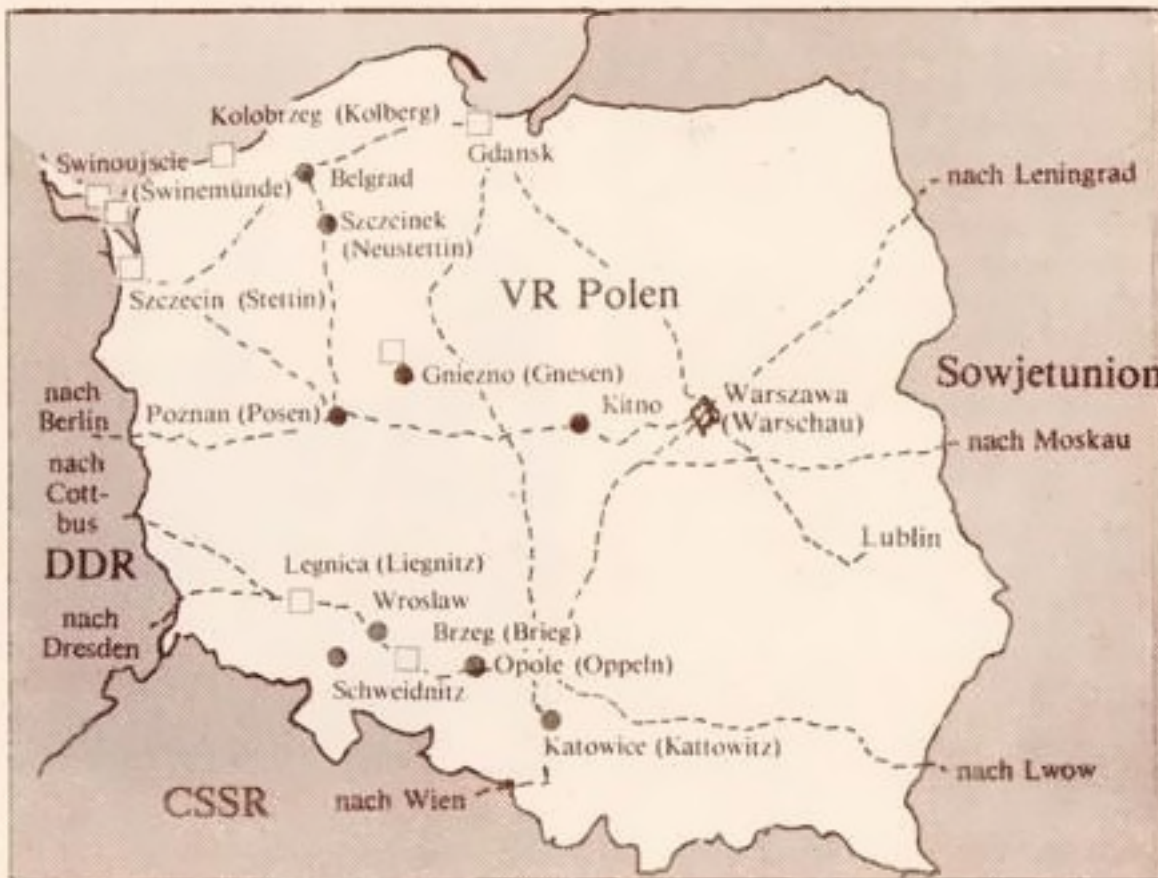 Kolobrzeg (Kolberg)
Swinoujscie
(Swinemünde)
Gdansk
Belgrad
Szczcinek
(Neustettin)
nach Leningrad
Szczecin (Stettin)
VR Polen
Gniezno (Gnesen)
Sowjetunion
nach
Berlin
Poznan (Posen)
Kitno
Warszawa
(Warschau)
nach Moskau
nach
Cott-
bus
Lublin
DDR
Legnica (Liegnitz)
Wroslaw
nach
Dresden
Brzeg (Brieg)
Opole (Oppeln)
Schweidnitz
Katowice (Kattowitz)
nach Lwow
CSSR
nach Wien